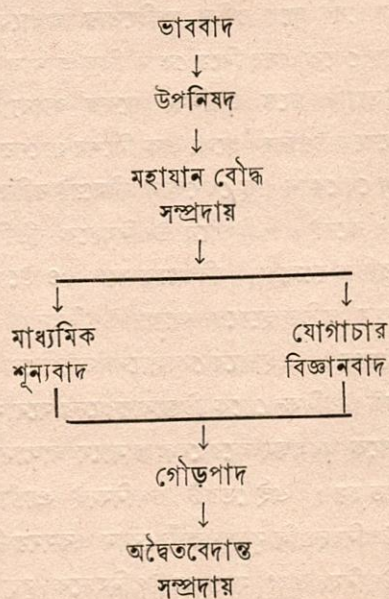 ভাববাদ
↓
উপনিষদ
↓
মহাযান বৌদ্ধ
সম্প্রদায়
↓
↓ ↓
মাধ্যমিক যোগাচার
শূন্যবাদ বিজ্ঞানবাদ
↓
গৌড়পাদ
↓
অদ্বৈতবেদান্ত
সম্প্রদায়